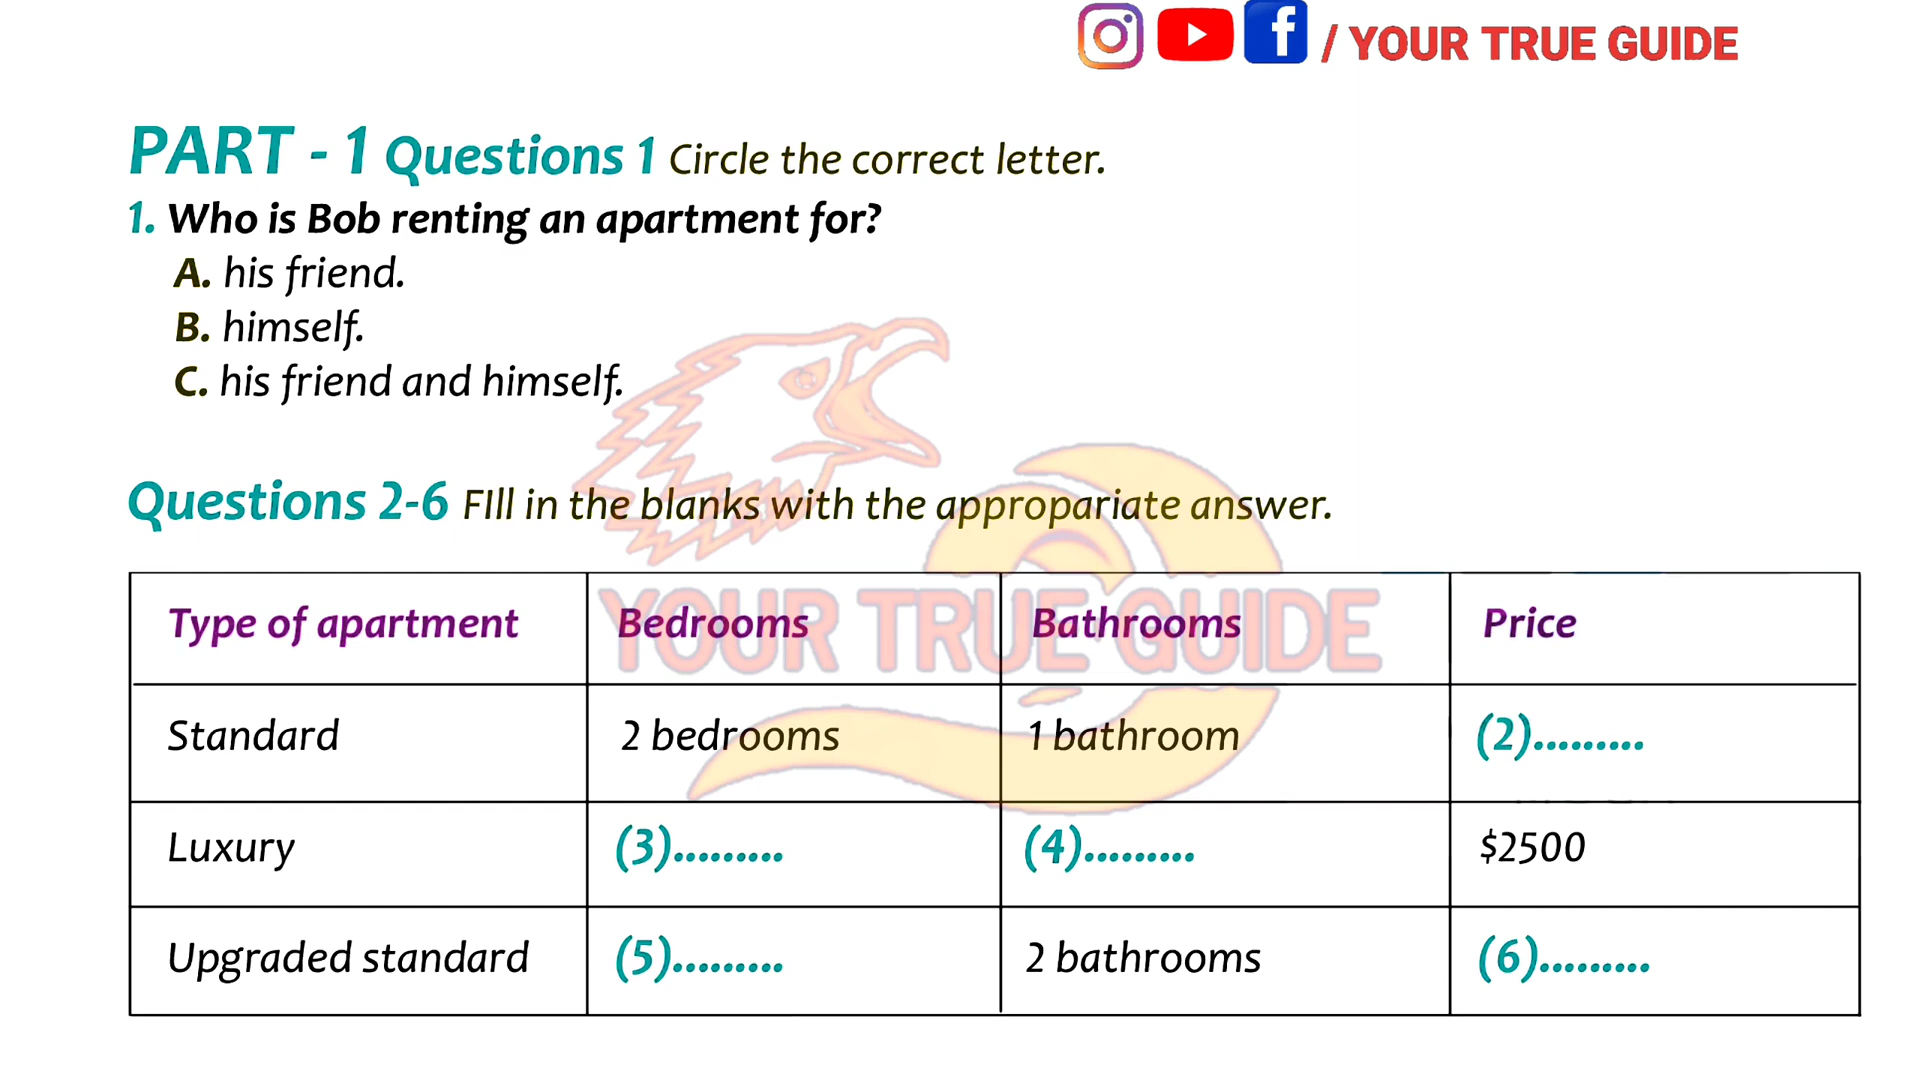 / YOUR TRUE GUIDE
PART - 1 Questions 1 Circle the correct letter.
1. Who is Bob renting an apartment for?
A. his friend.
B. himself.
C. his friend and himself.
Questions 2-6 FIll in the blanks with the appropariate answer.
YOUR TRUE GUIDE
Type of apartment Bedrooms Bathrooms Price
Standard 2 bedrooms 1 bathroom (2).........
Luxury (3)......... (4)......... $2500
Upgraded standard (5)......... 2 bathrooms (6).........